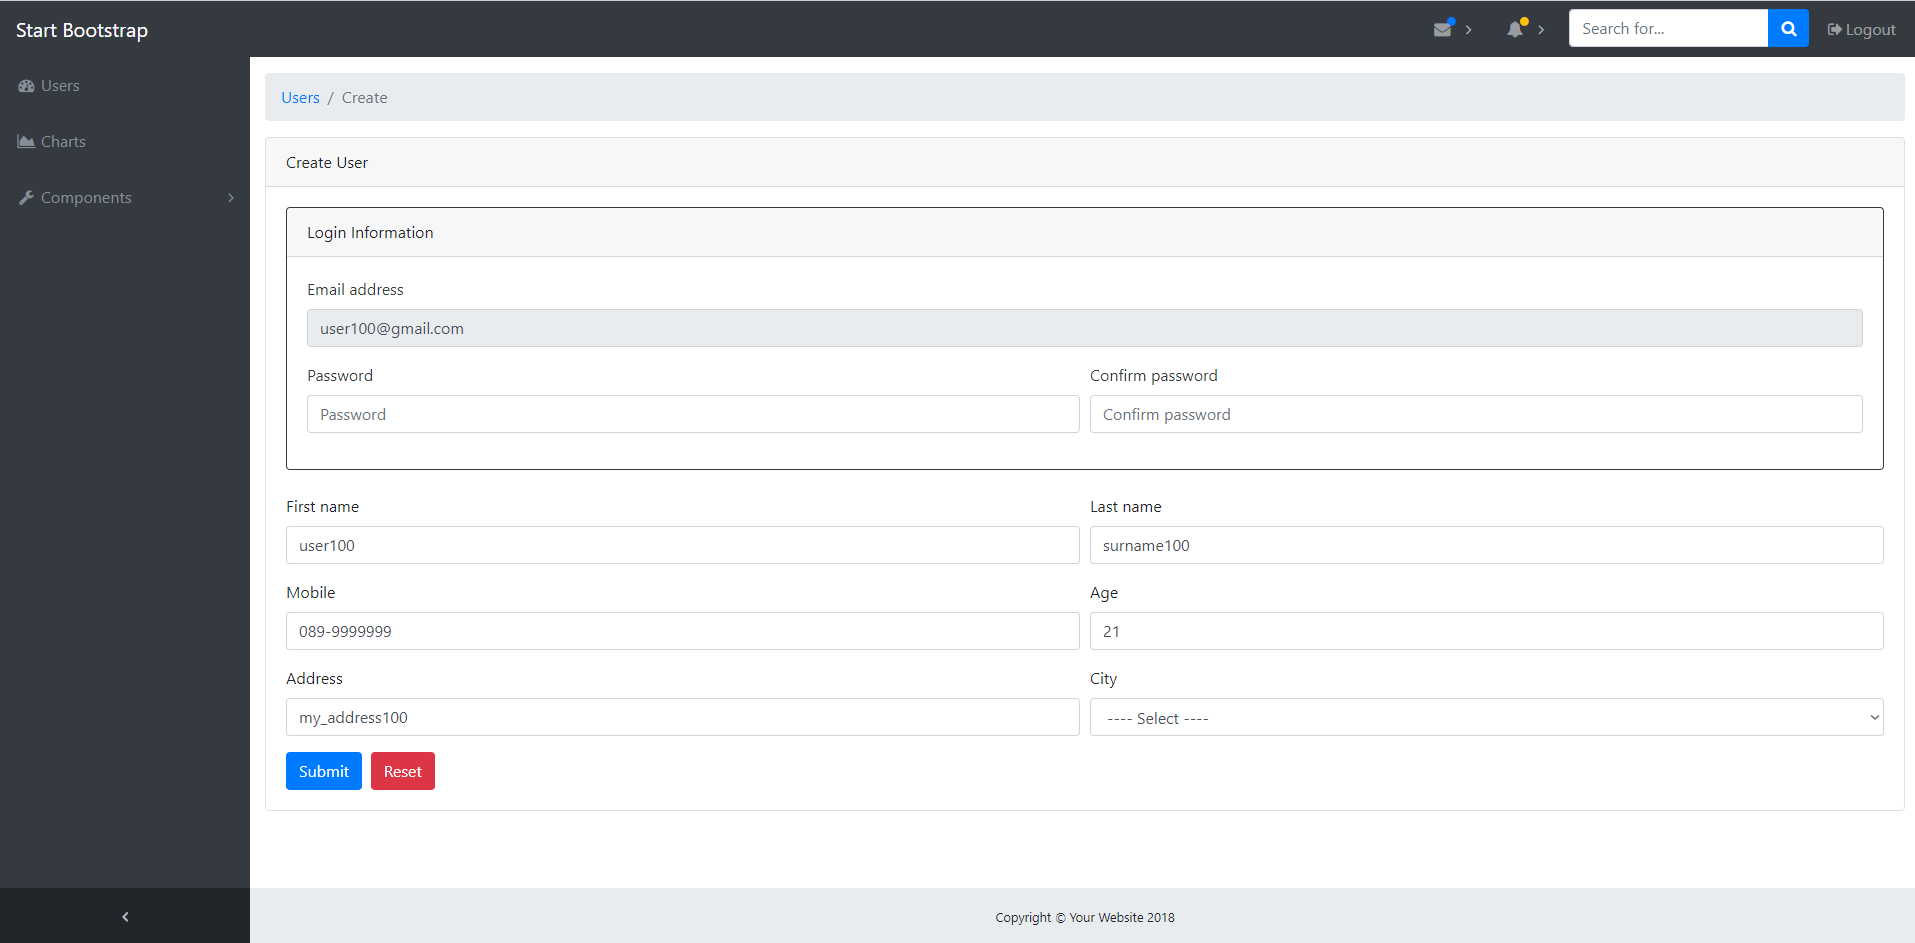 Start Bootstrap
Search for...
Logout
Users
Charts
Components
Users / Create
Create User
Login Information
Email address
user100@gmail.com
Password Confirm password
Password Confirm password
First name Last name
user100 surname100
Mobile Age
089-9999999 21
Address City
my_address100 ---- Select ----
Submit Reset
Copyright © Your Website 2018